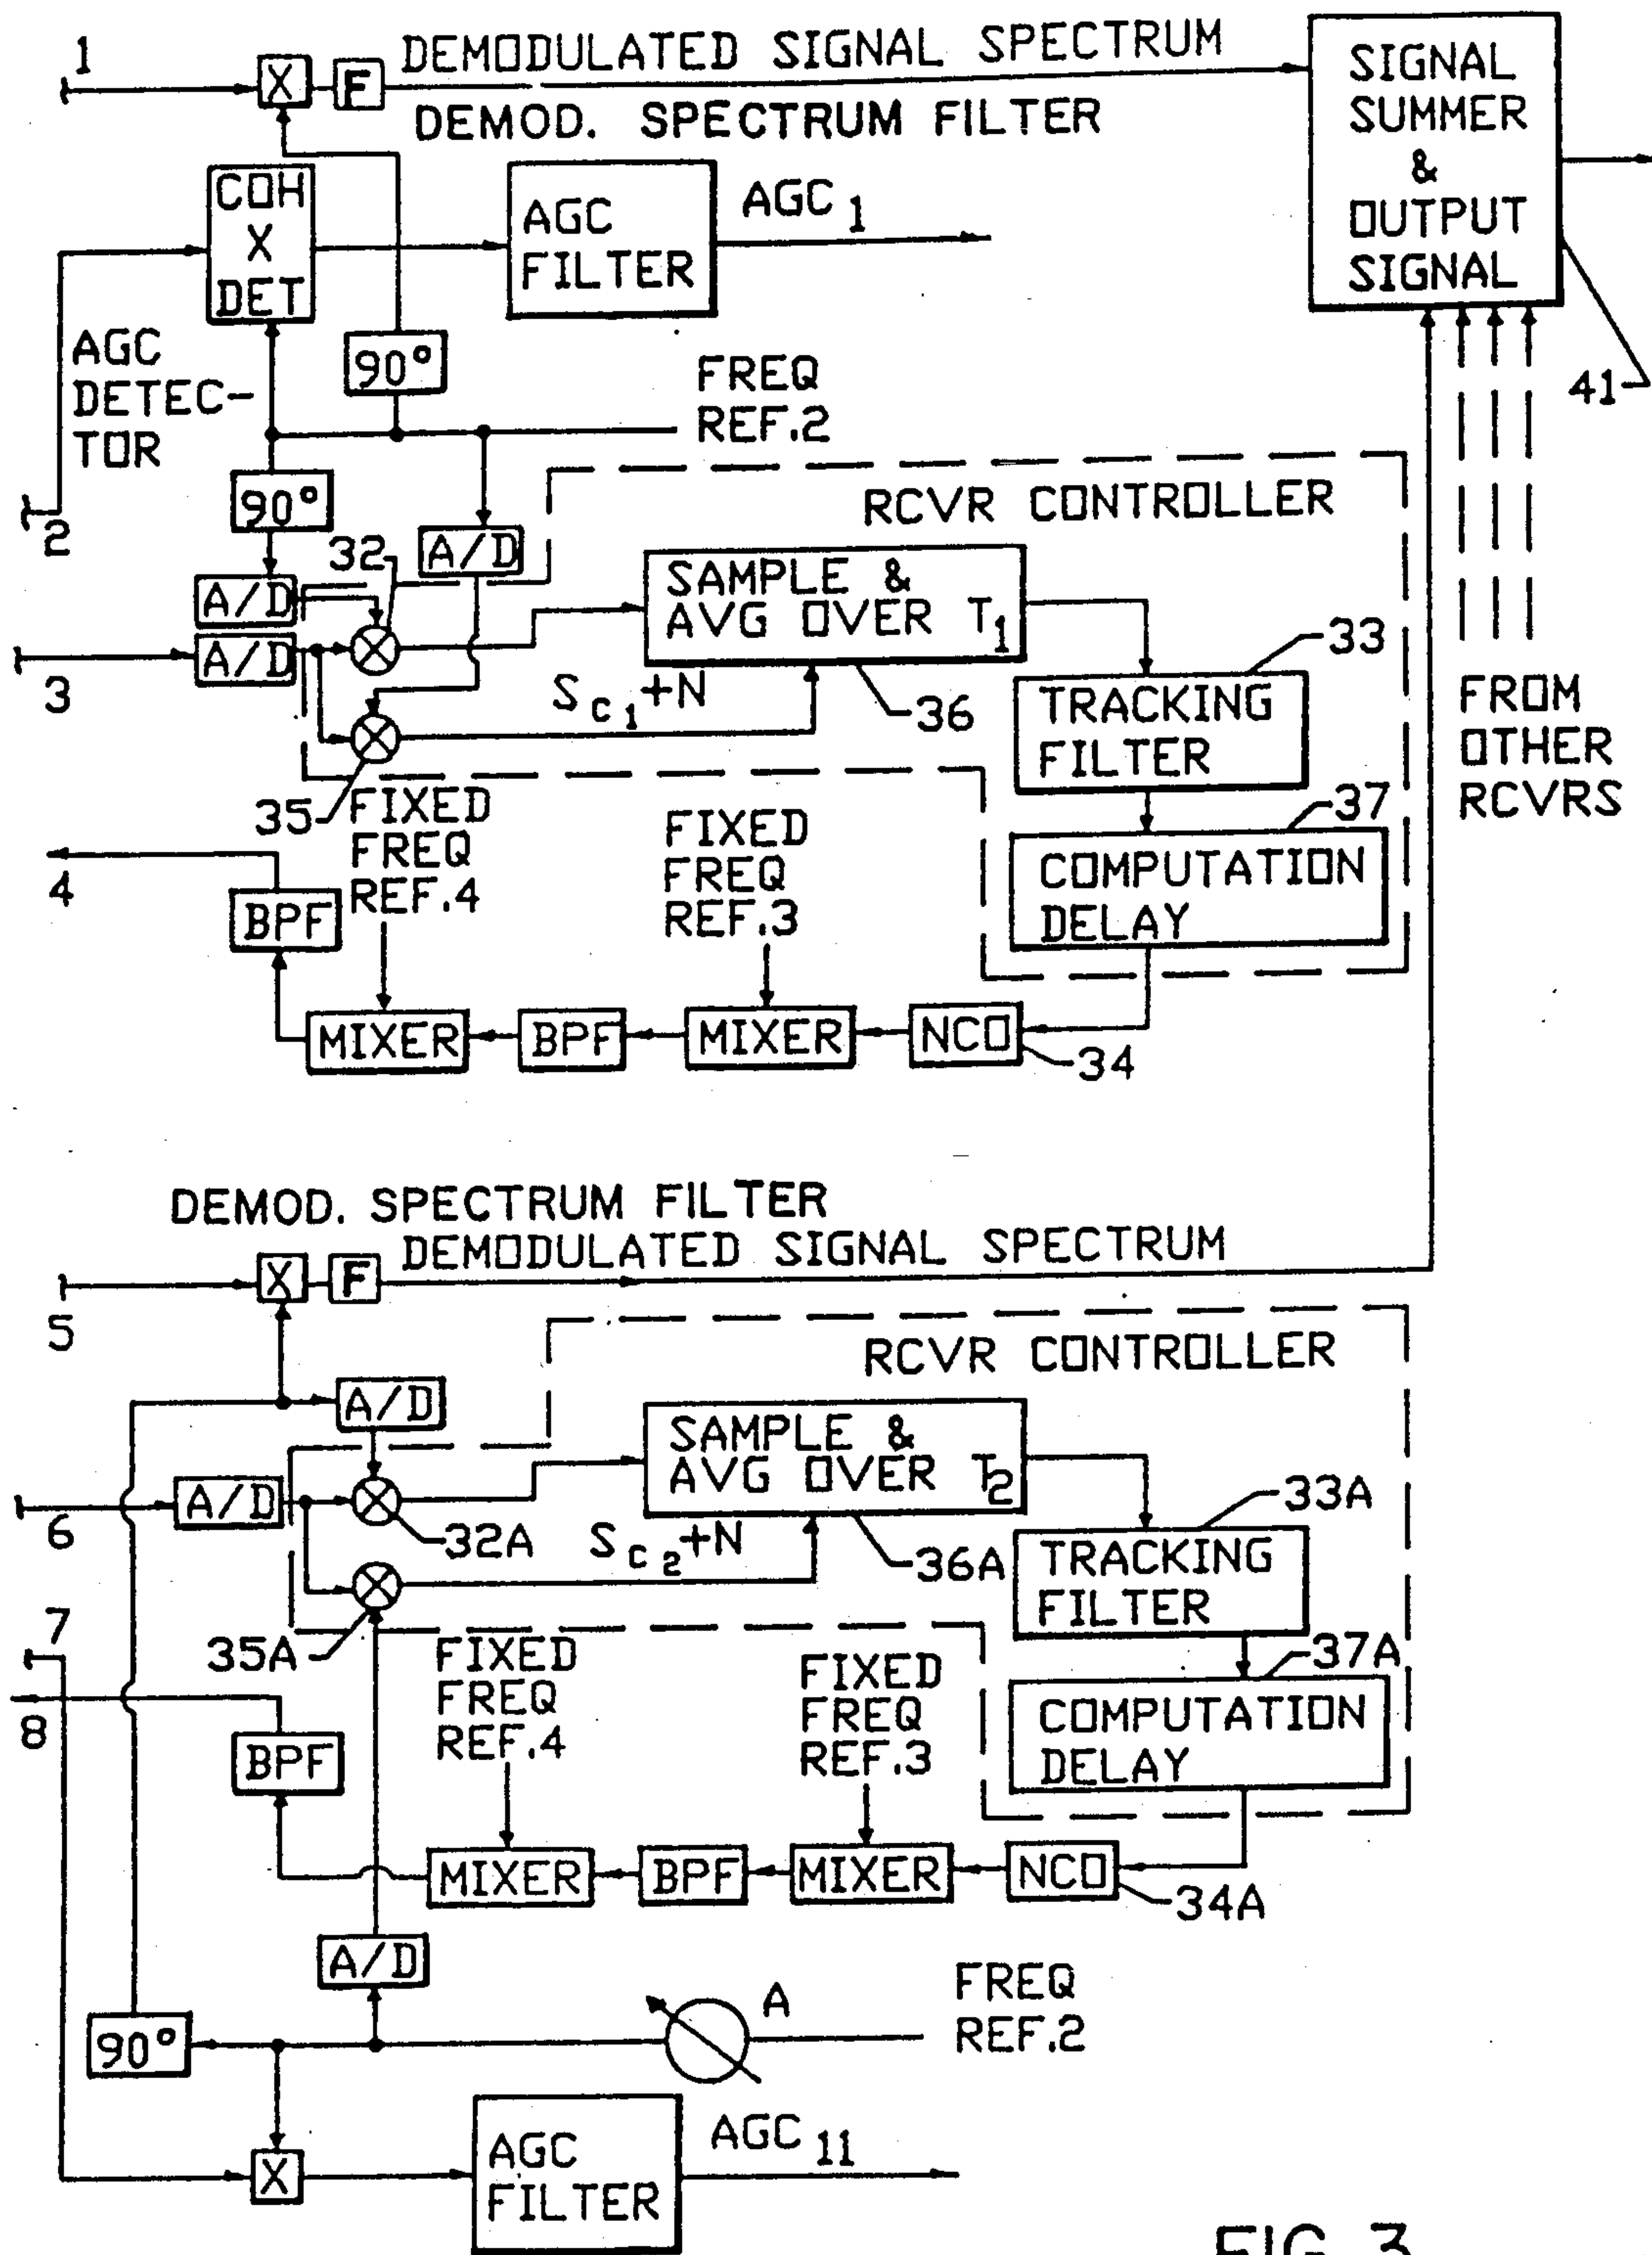 1
X
F
DEMODULATED SIGNAL SPECTRUM
DEMOD. SPECTRUM FILTER
SIGNAL
SUMMER
&
OUTPUT
SIGNAL
COH
X
DET
AGC
FILTER
AGC 1
AGC
DETEC-
TOR
90°
FREQ
REF.2
41
2
90°
A/D
RCVR CONTROLLER
32
A/D
SAMPLE &
AVG OVER T1
3
A/D
Sc1+N
36
33
TRACKING
FILTER
FROM
OTHER
RCVRS
35
FIXED
FREQ
REF.4
FIXED
FREQ
REF.3
37
COMPUTATION
DELAY
4
BPF
MIXER
BPF
MIXER
NCO
34
DEMOD. SPECTRUM FILTER
DEMODULATED SIGNAL SPECTRUM
5
X
F
RCVR CONTROLLER
A/D
SAMPLE &
AVG OVER T2
6
A/D
32A
Sc2+N
36A
33A
TRACKING
FILTER
7
35A
FIXED
FREQ
REF.4
FIXED
FREQ
REF.3
37A
COMPUTATION
DELAY
8
BPF
MIXER
BPF
MIXER
NCO
34A
A/D
A
FREQ
REF.2
90°
X
AGC
FILTER
AGC 11
FIG. 3